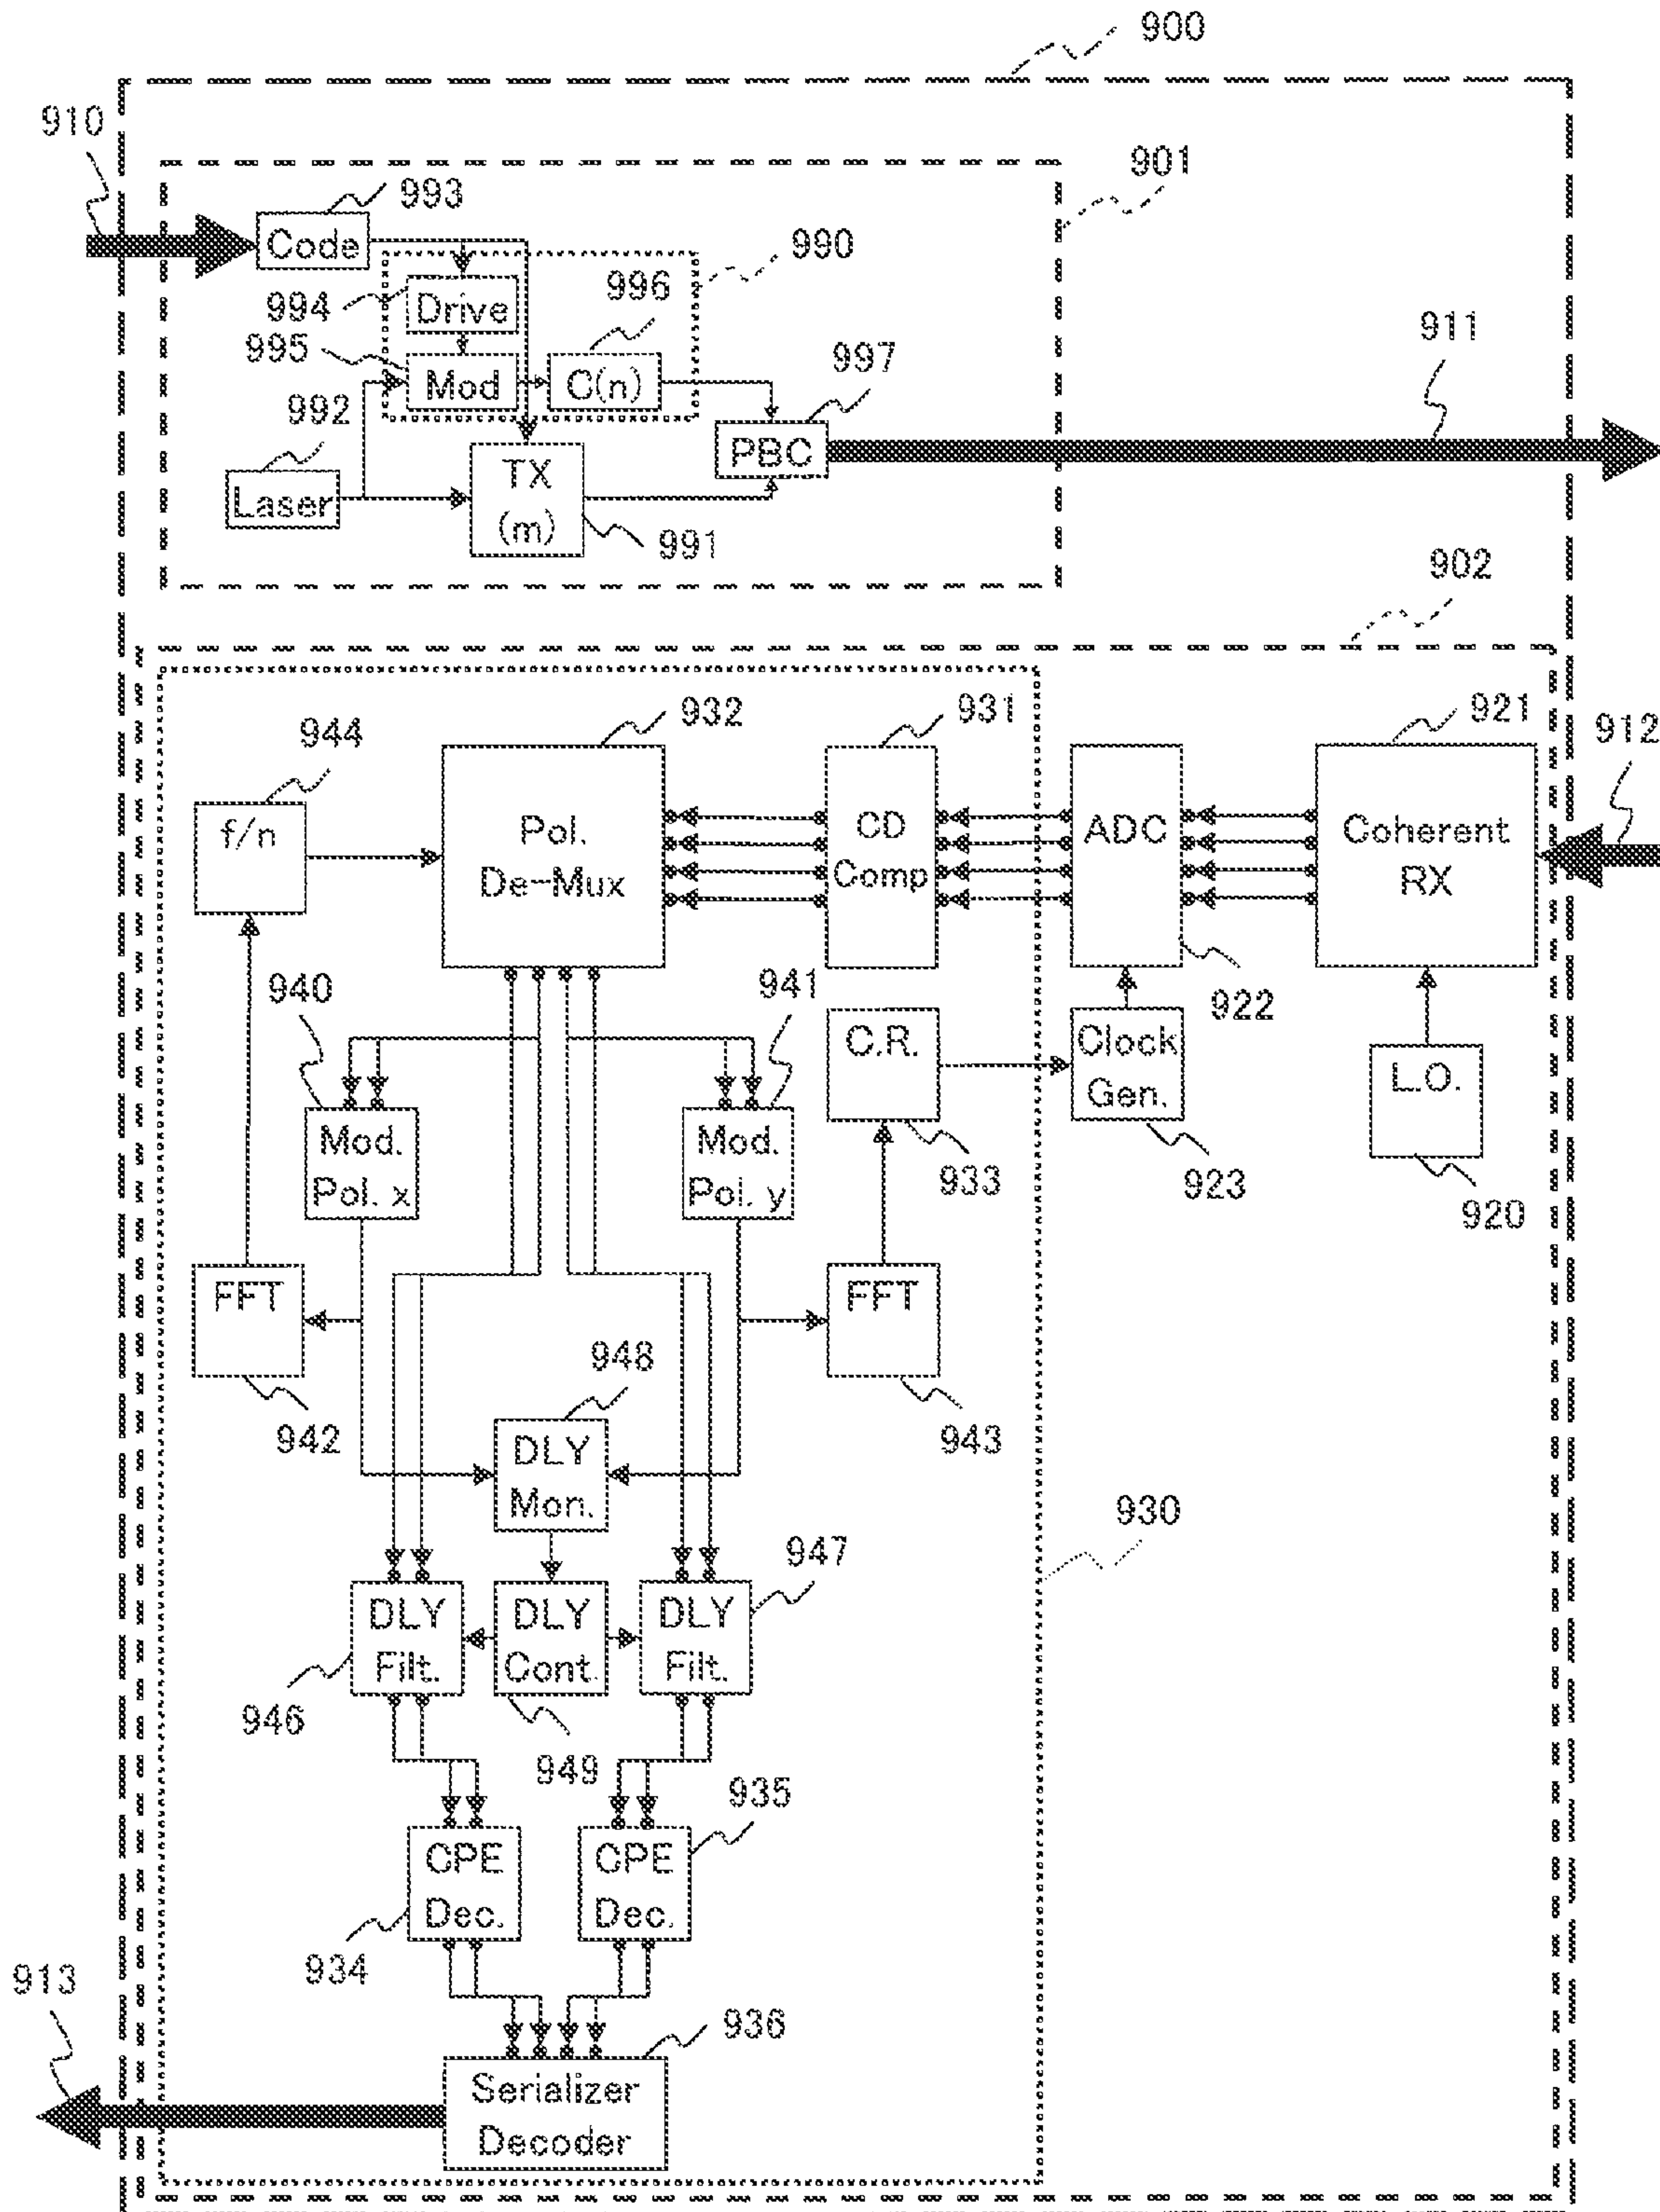 900
910
901
993
Code
990
996
994
Drive
911
995
997
Mod
C(n)
992
PBC
TX
(m)
Laser
991
902
932
931
921
944
912
f/n
Pol.
De-Mux
CD
Comp
ADC
Coherent
RX
940
941
922
C.R.
Clock
Gen.
L.O.
Mod.
Pol. x
Mod.
Pol. y
933
923
920
FFT
FFT
948
942
943
DLY
Mon.
930
947
DLY
Filt.
DLY
Cont.
DLY
Filt.
946
949
935
CPE
Dec.
CPE
Dec.
934
913
936
Serializer
Decoder